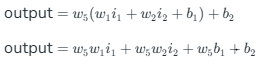 output = w₅(w₁i₁ + w₂i₂ + b₁) + b₂
output = w₅w₁i₁ + w₅w₂i₂ + w₅b₁ + b₂